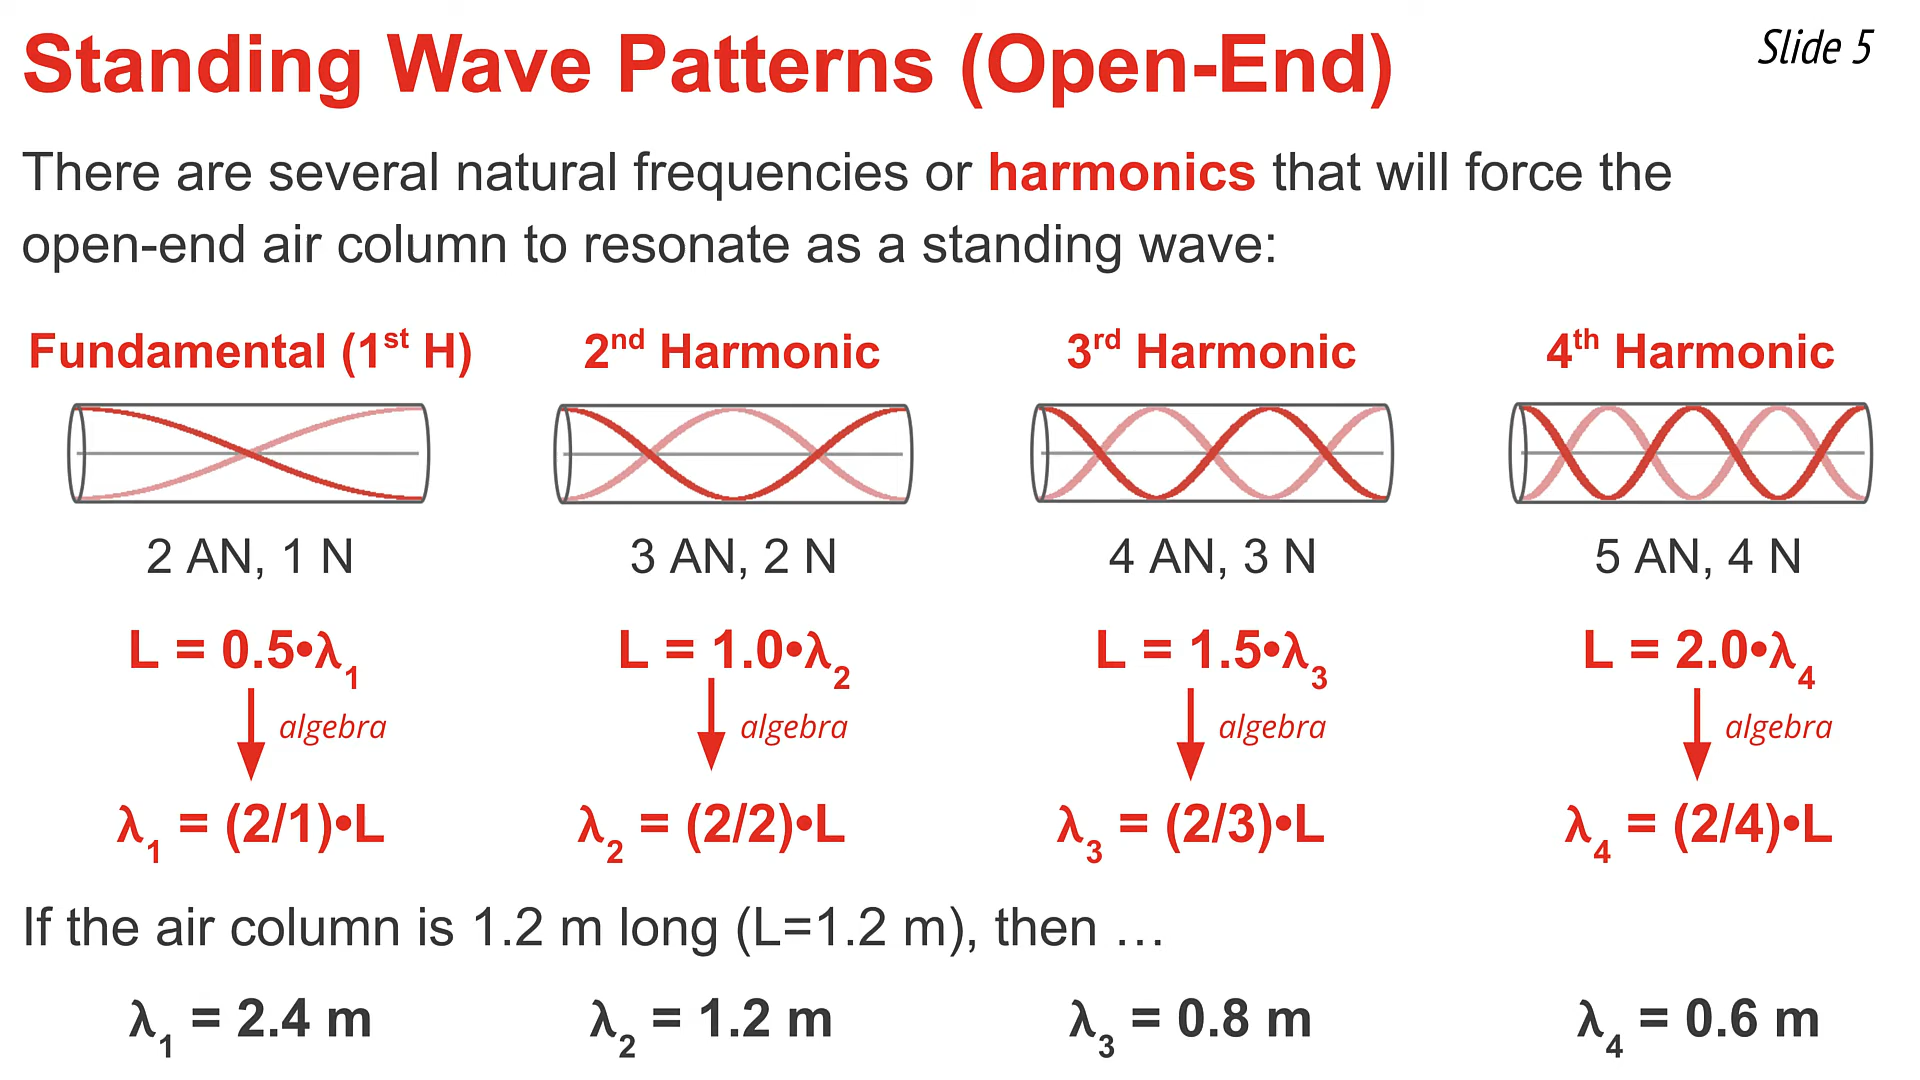 Standing Wave Patterns (Open-End)
Slide 5
There are several natural frequencies or harmonics that will force the
open-end air column to resonate as a standing wave:
Fundamental (1st H)
2nd Harmonic
3rd Harmonic
4th Harmonic
2 AN, 1 N
3 AN, 2 N
4 AN, 3 N
5 AN, 4 N
L = 0.5•λ₁
L = 1.0•λ₂
L = 1.5•λ₃
L = 2.0•λ₄
algebra
algebra
algebra
algebra
λ₁ = (2/1)•L
λ₂ = (2/2)•L
λ₃ = (2/3)•L
λ₄ = (2/4)•L
If the air column is 1.2 m long (L=1.2 m), then …
λ₁ = 2.4 m
λ₂ = 1.2 m
λ₃ = 0.8 m
λ₄ = 0.6 m